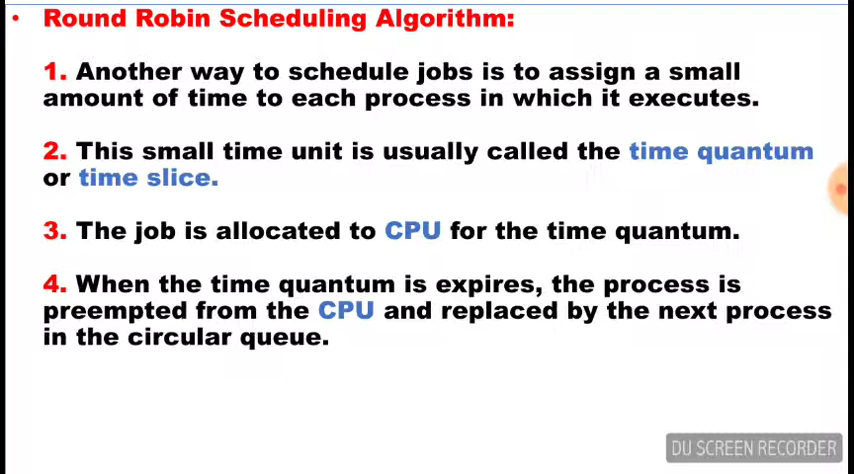 • Round Robin Scheduling Algorithm:
1. Another way to schedule jobs is to assign a small
amount of time to each process in which it executes.
2. This small time unit is usually called the time quantum
or time slice.
3. The job is allocated to CPU for the time quantum.
4. When the time quantum is expires, the process is
preempted from the CPU and replaced by the next process
in the circular queue.
DU SCREEN RECORDER